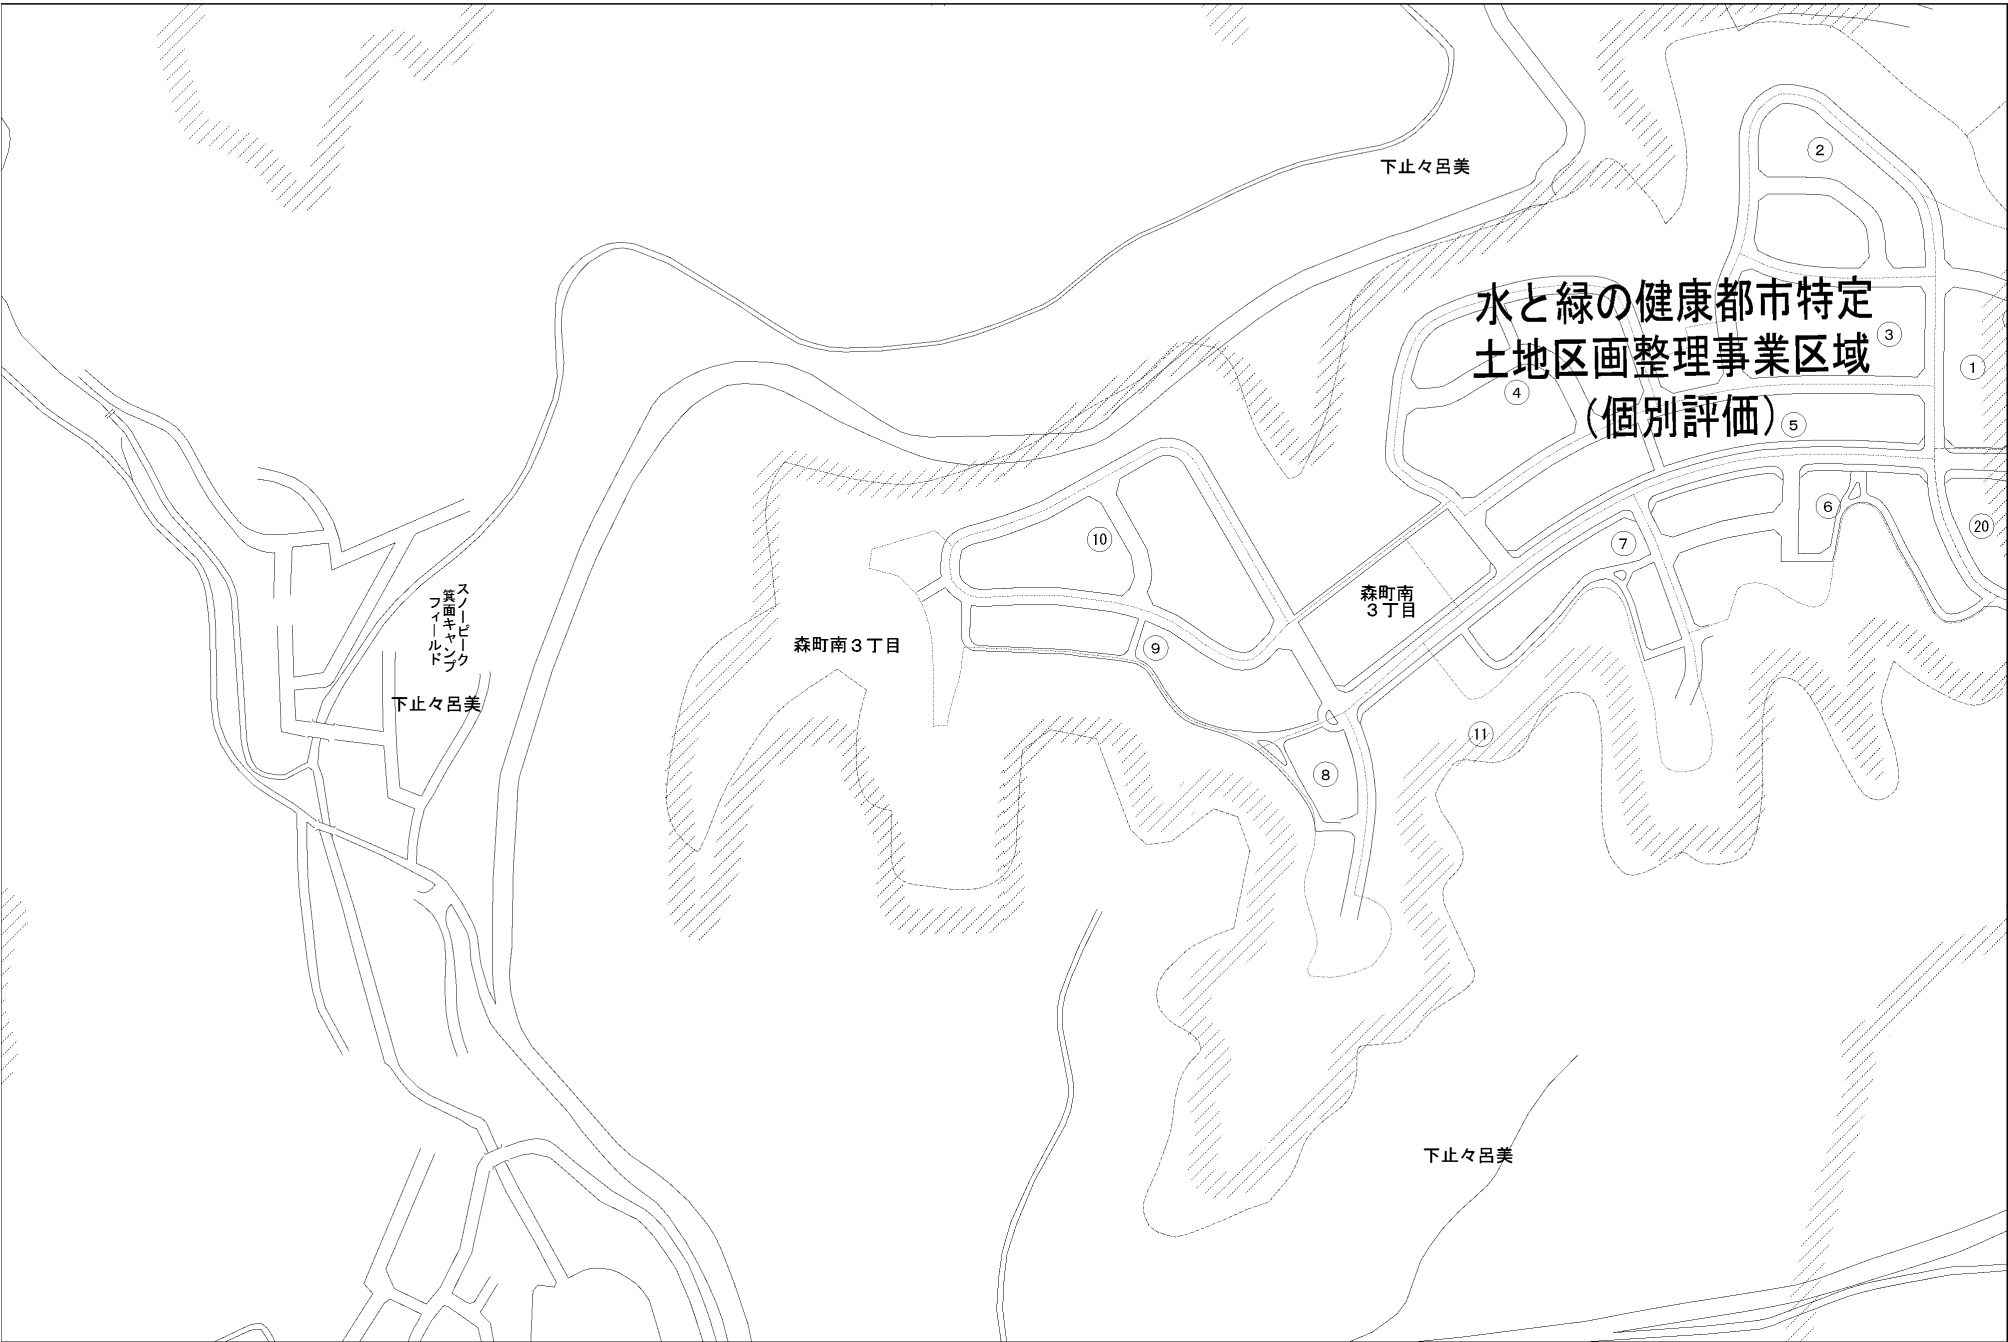 下止々呂美
②
水と緑の健康都市特定
土地区画整理事業区域
（個別評価）
③
①
④
⑤
⑥
⑳
⑦
⑩
森町南
３丁目
スノーピーク
箕面キャンプ
フィールド
森町南３丁目
⑨
下止々呂美
⑪
⑧
下止々呂美